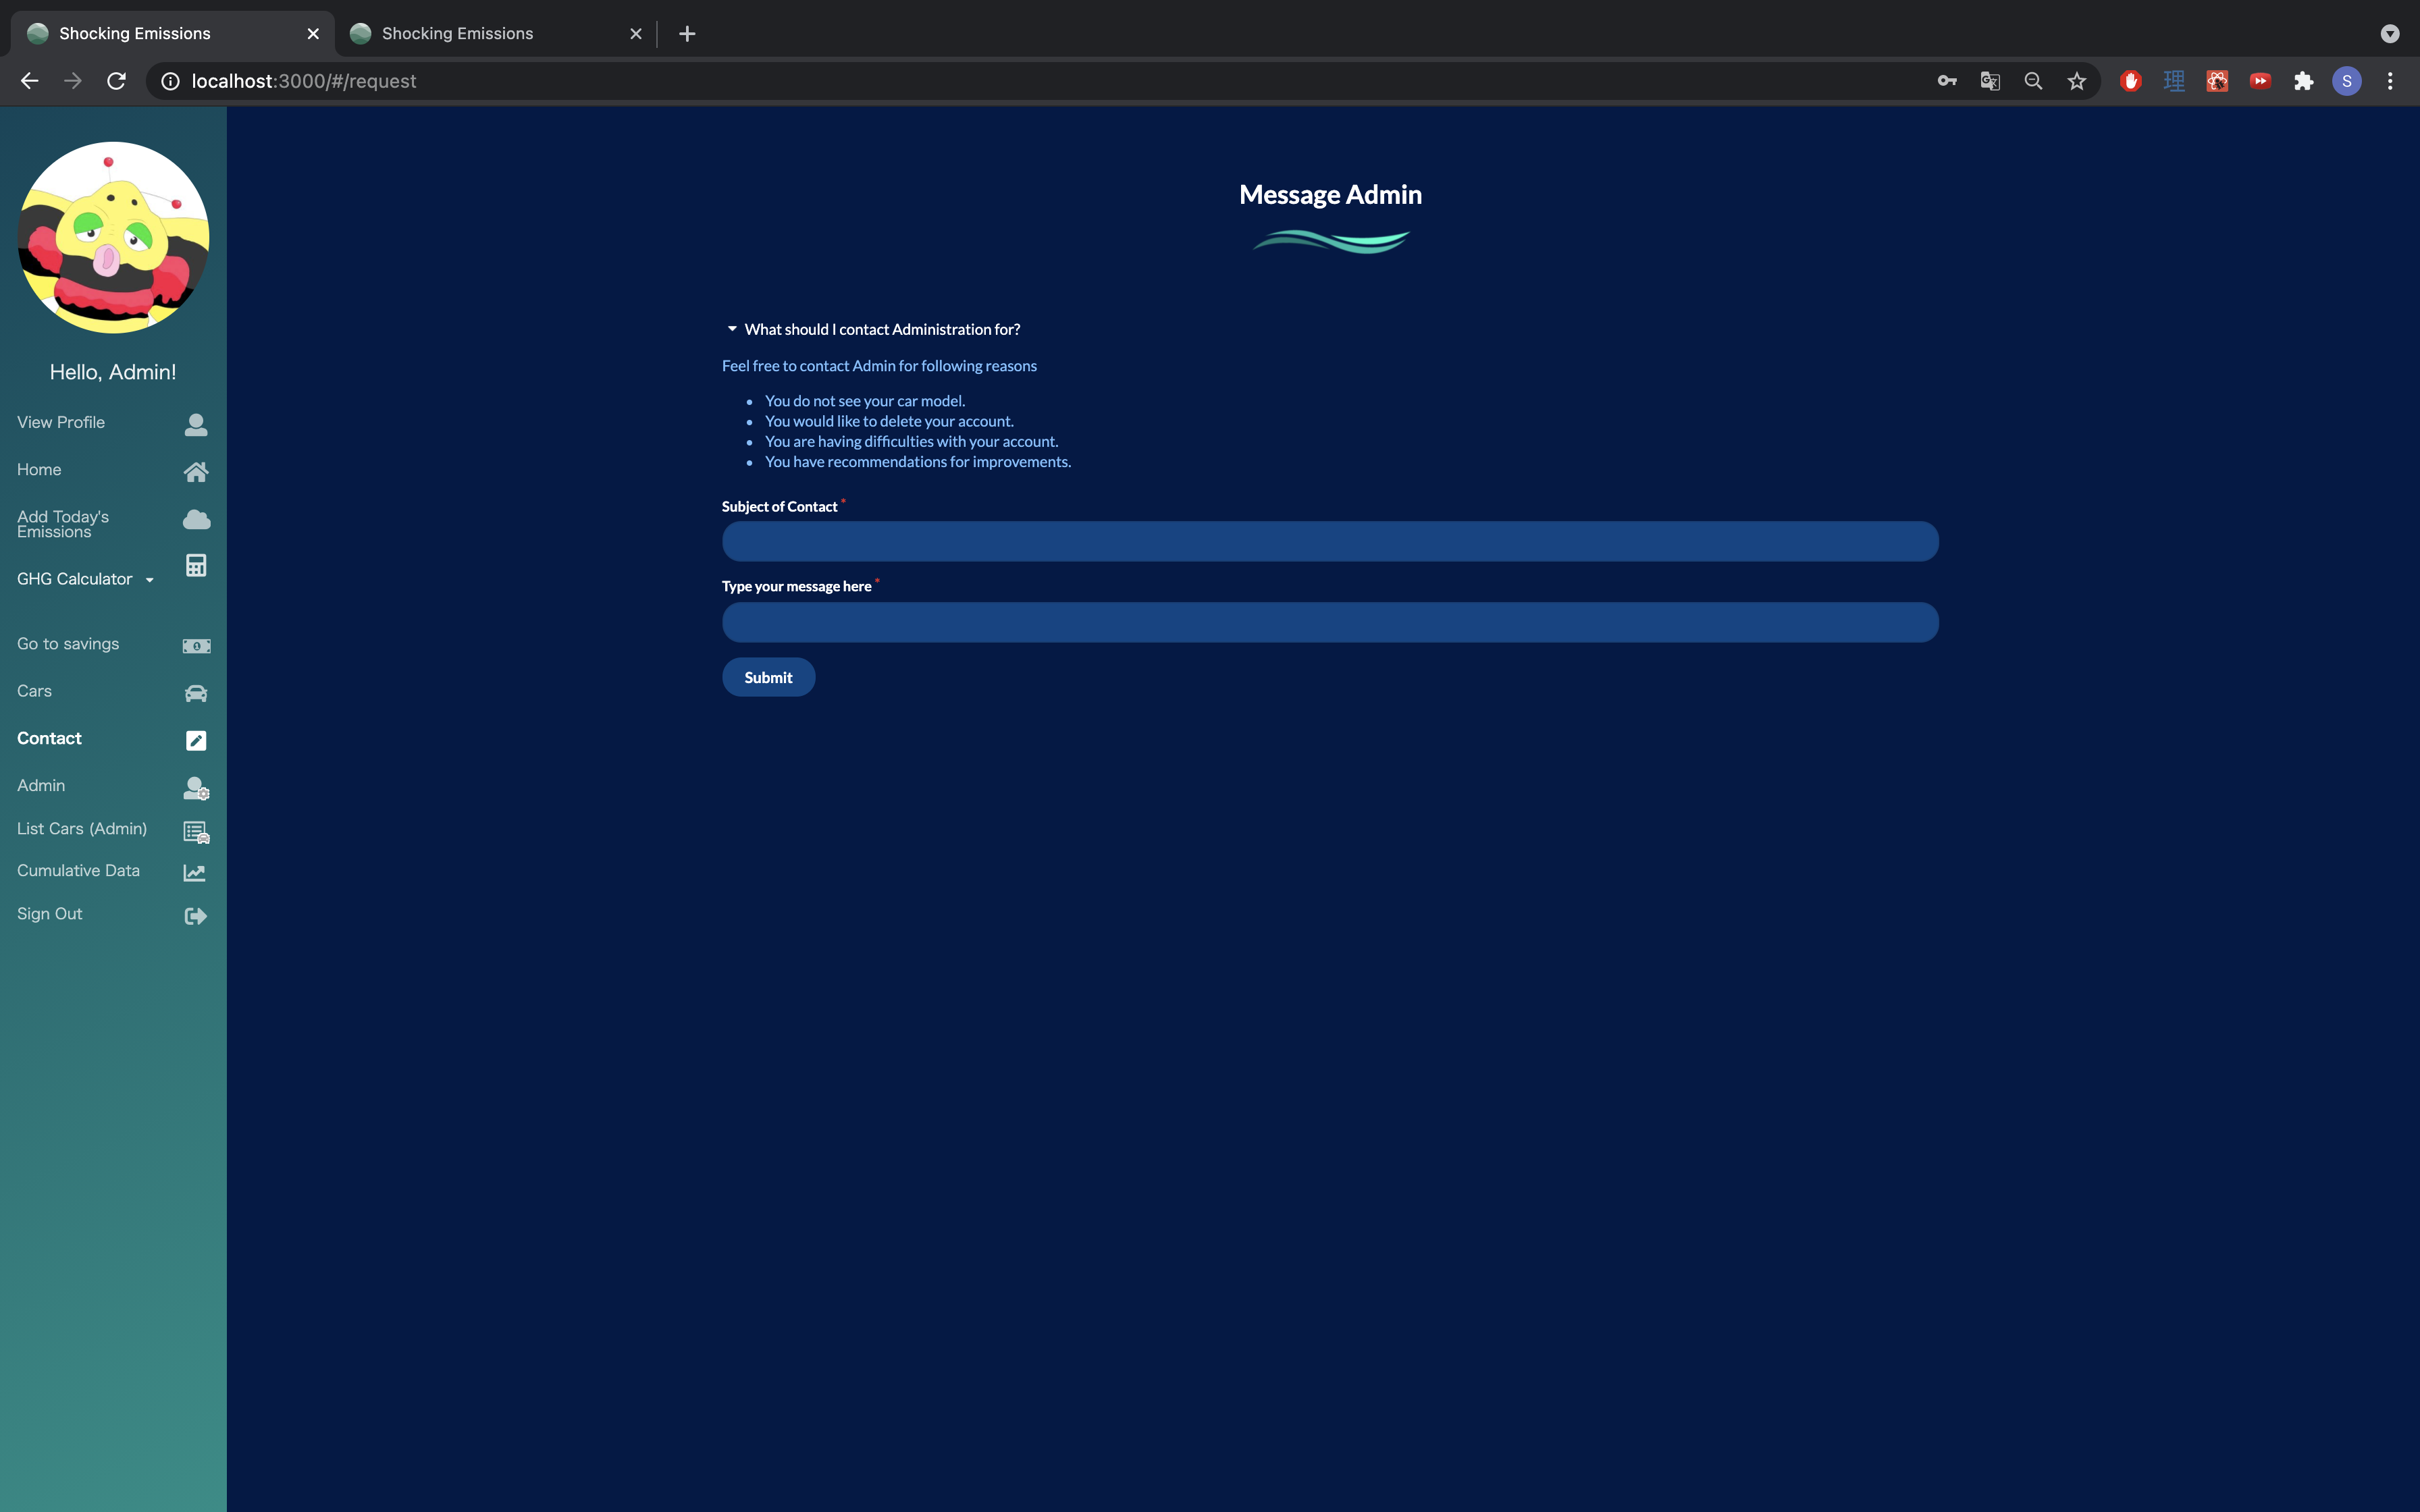 Shocking Emissions
Shocking Emissions
localhost:3000/#/request
S
Hello, Admin!
View Profile
Home
Add Today's
Emissions
GHG Calculator
Go to savings
Cars
Contact
Admin
List Cars (Admin)
Cumulative Data
Sign Out
Message Admin
What should I contact Administration for?
Feel free to contact Admin for following reasons
You do not see your car model.
You would like to delete your account.
You are having difficulties with your account.
You have recommendations for improvements.
Subject of Contact *
Type your message here *
Submit